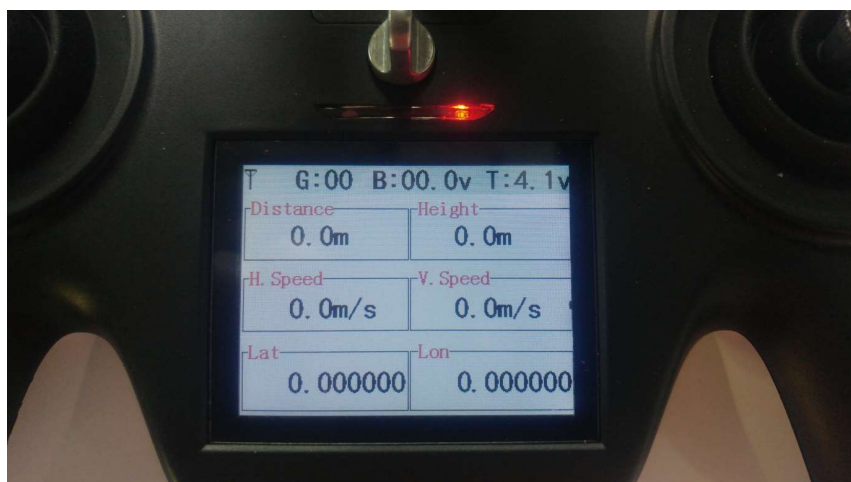 G:00 B:00.0v T:4.1v
Distance Height
0.0m 0.0m
H.Speed V.Speed
0.0m/s 0.0m/s
Lat Lon
0.000000 0.000000